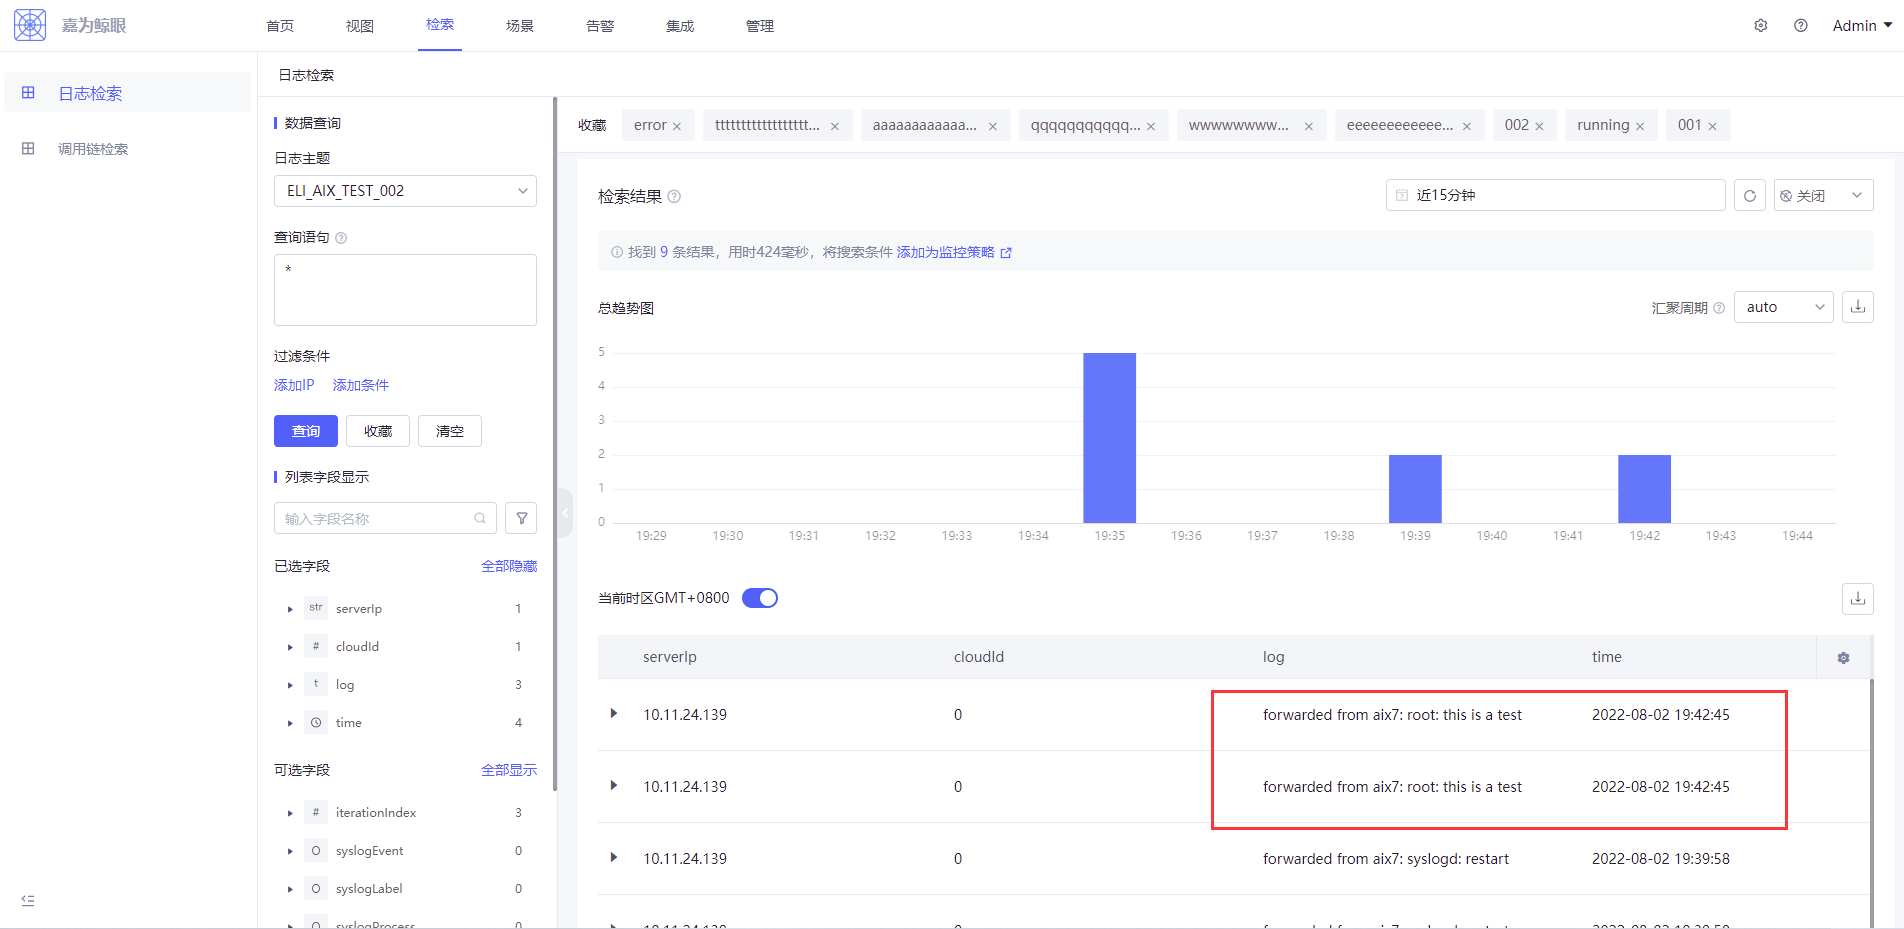 嘉为鲸眼
首页 视图 检索 场景 告警 集成 管理
Admin
日志检索
调用链检索
日志检索
数据查询
日志主题
ELI_AIX_TEST_002
查询语句
*
过滤条件
添加IP 添加条件
查询 收藏 清空
列表字段显示
输入字段名称
已选字段 全部隐藏
str serverIp 1
# cloudId 1
t log 3
time 4
可选字段 全部显示
# iterationIndex 3
O syslogEvent 0
O syslogLabel 0
O syslogProcess 0
收藏 error × tttttttttttttttttt... × aaaaaaaaaaaa... × qqqqqqqqqqq... × wwwwwwww... × eeeeeeeeeeee... × 002 × running × 001 ×
检索结果
近15分钟
关闭
找到 9 条结果，用时424毫秒，将搜索条件 添加为监控策略
总趋势图
汇聚周期 auto
5
4
3
2
1
0
19:29 19:30 19:31 19:32 19:33 19:34 19:35 19:36 19:37 19:38 19:39 19:40 19:41 19:42 19:43 19:44
当前时区GMT+0800
serverIp cloudId log time
10.11.24.139 0 forwarded from aix7: root: this is a test 2022-08-02 19:42:45
10.11.24.139 0 forwarded from aix7: root: this is a test 2022-08-02 19:42:45
10.11.24.139 0 forwarded from aix7: syslogd: restart 2022-08-02 19:39:58